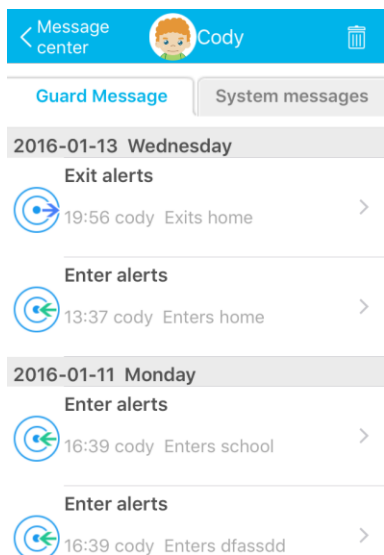 Message
center
Cody
Guard Message System messages
2016-01-13 Wednesday
Exit alerts
19:56 cody Exits home
Enter alerts
13:37 cody Enters home
2016-01-11 Monday
Enter alerts
16:39 cody Enters school
Enter alerts
16:39 cody Enters dfassdd